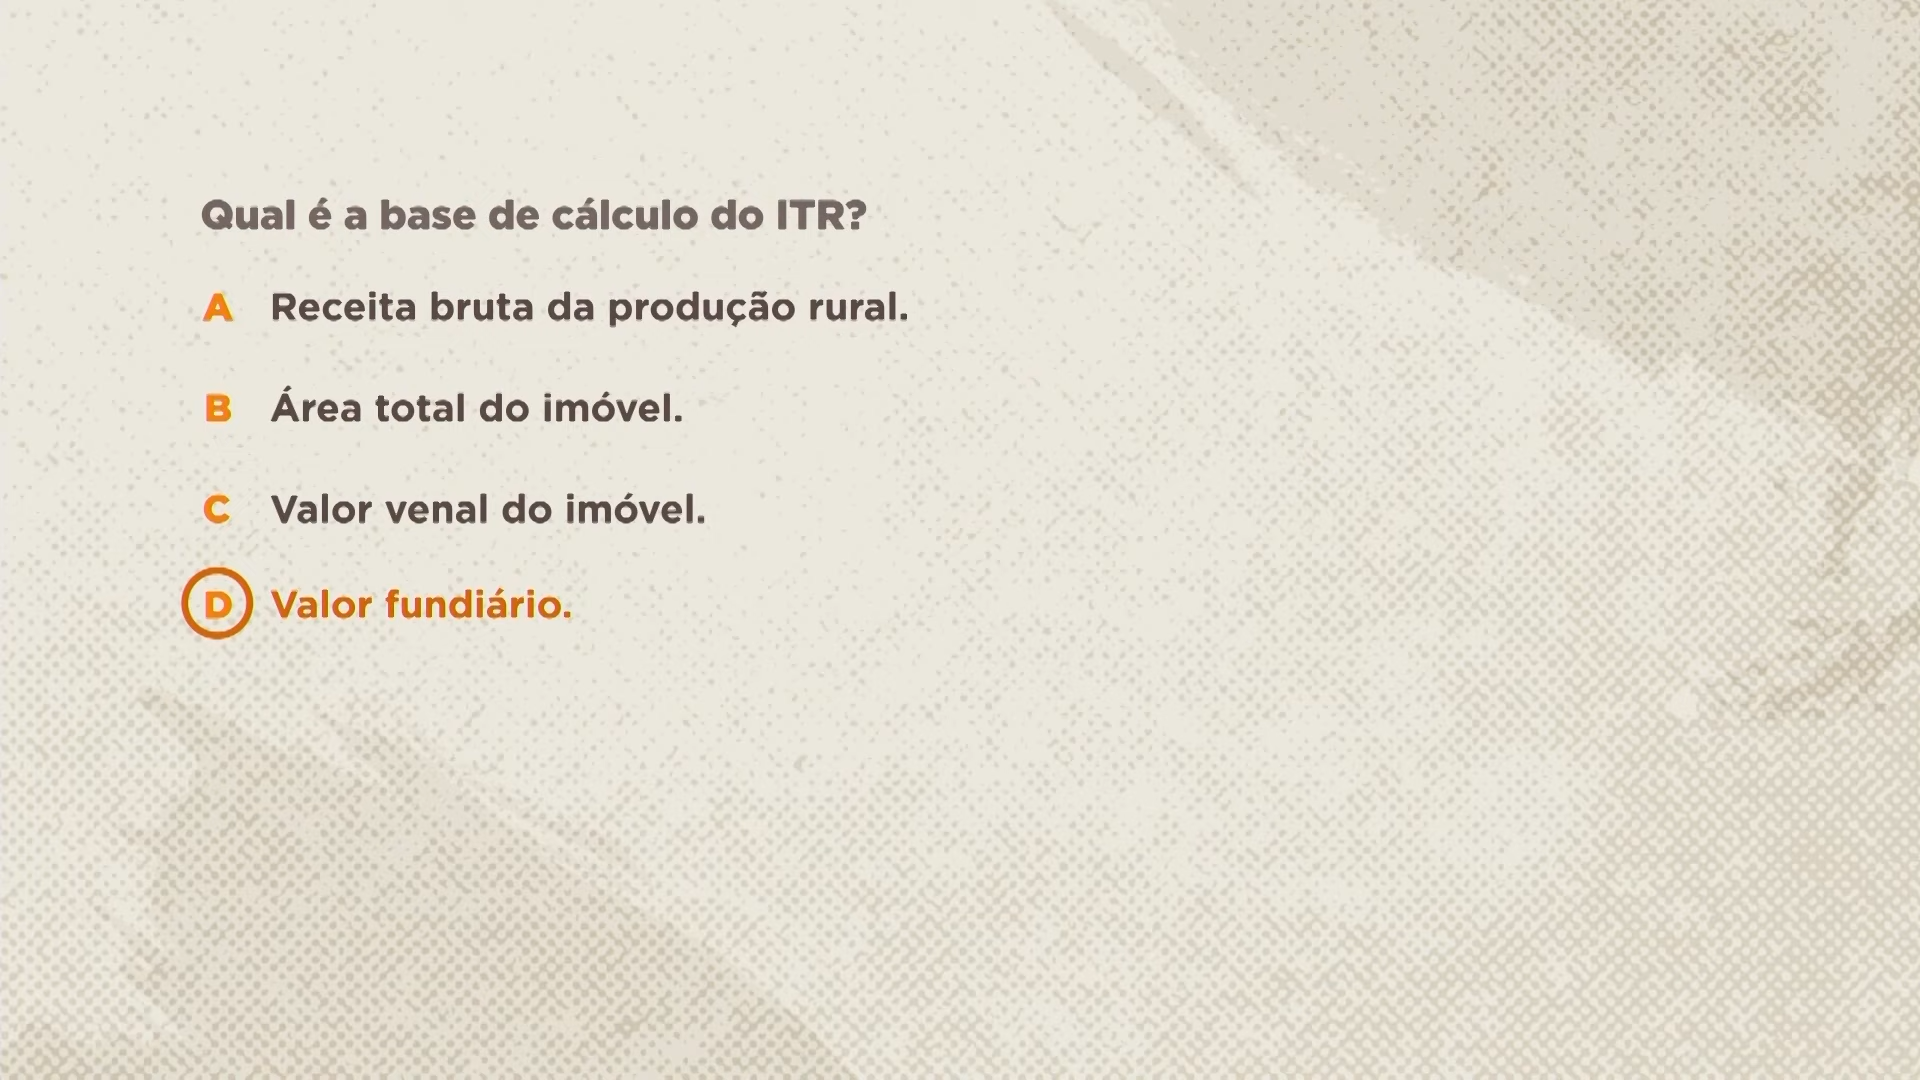 Qual é a base de cálculo do ITR?
A Receita bruta da produção rural.
B Área total do imóvel.
C Valor venal do imóvel.
D Valor fundiário.